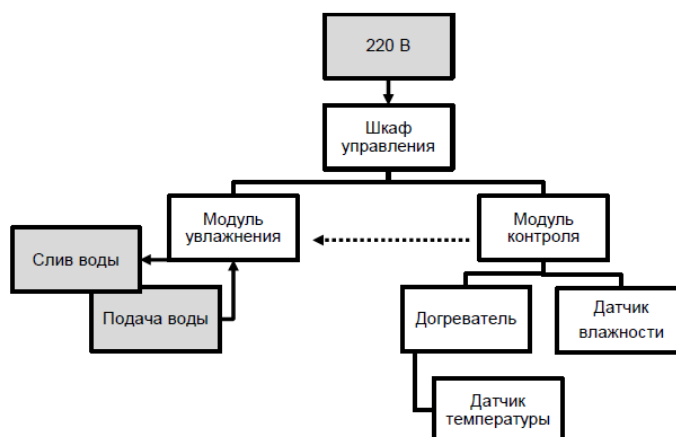 220 В
Шкаф
управления
Модуль
увлажнения
Модуль
контроля
Слив воды
Подача воды
Догреватель
Датчик
влажности
Датчик
температуры